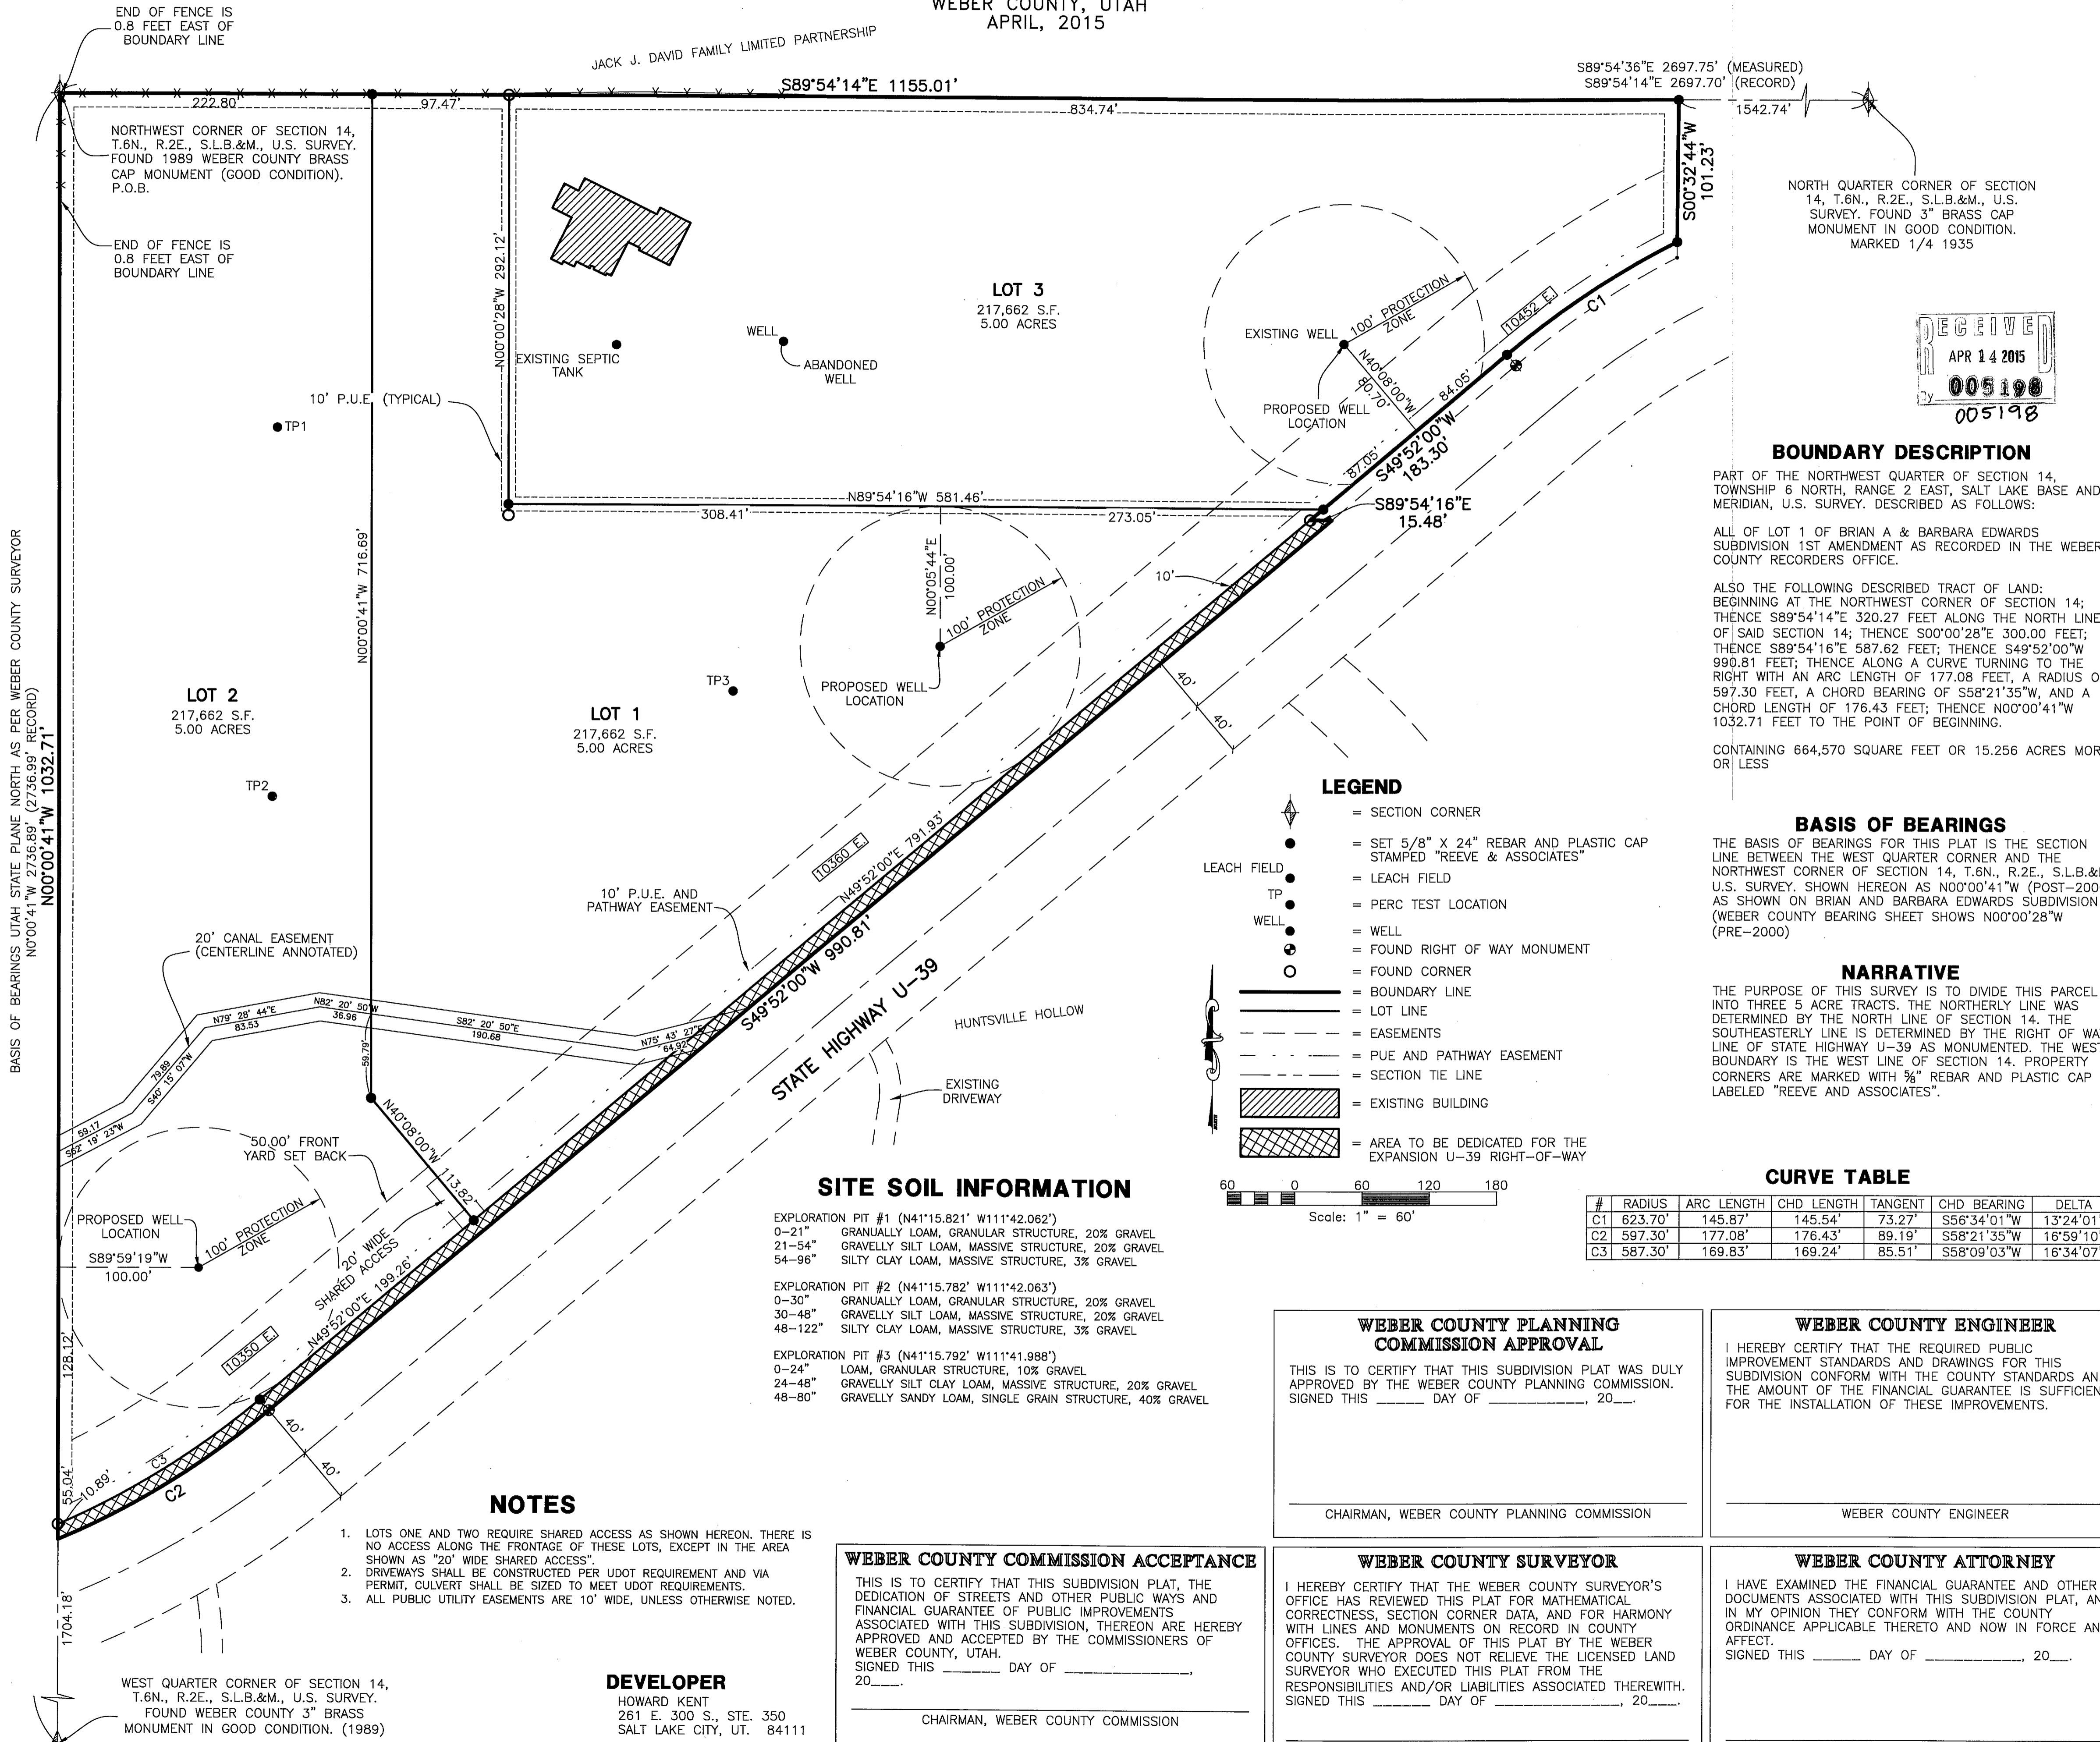 WEBER COUNTY, UTAH
APRIL, 2015
END OF FENCE IS
0.8 FEET EAST OF
BOUNDARY LINE
JACK J. DAVID FAMILY LIMITED PARTNERSHIP
S89°54'14"E 1155.01'
S89°54'36"E 2697.75' (MEASURED)
S89°54'14"E 2697.70' (RECORD)
222.80'
97.47'
834.74'
1542.74'
NORTHWEST CORNER OF SECTION 14,
T.6N., R.2E., S.L.B.&M., U.S. SURVEY.
FOUND 1989 WEBER COUNTY BRASS
CAP MONUMENT (GOOD CONDITION).
P.O.B.
S00°32'44"W
101.23'
NORTH QUARTER CORNER OF SECTION
14, T.6N., R.2E., S.L.B.&M., U.S.
SURVEY. FOUND 3" BRASS CAP
MONUMENT IN GOOD CONDITION.
MARKED 1/4 1935
END OF FENCE IS
0.8 FEET EAST OF
BOUNDARY LINE
N00°00'28"W 292.12'
LOT 3
217,662 S.F.
5.00 ACRES
EXISTING SEPTIC
TANK
WELL
ABANDONED
WELL
EXISTING WELL
100' PROTECTION
ZONE
N40°08'00"W
80.70'
PROPOSED WELL
LOCATION
10452 E.
C1
84.05'
87.05'
S49°52'00"W
183.30'
RECEIVED
APR 14 2015
By 005198
005198
10' P.U.E. (TYPICAL)
TP1
N89°54'16"W 581.46'
308.41'
273.05'
S89°54'16"E
15.48'
BOUNDARY DESCRIPTION
PART OF THE NORTHWEST QUARTER OF SECTION 14,
TOWNSHIP 6 NORTH, RANGE 2 EAST, SALT LAKE BASE AND
MERIDIAN, U.S. SURVEY. DESCRIBED AS FOLLOWS:
ALL OF LOT 1 OF BRIAN A & BARBARA EDWARDS
SUBDIVISION 1ST AMENDMENT AS RECORDED IN THE WEBER
COUNTY RECORDERS OFFICE.
ALSO THE FOLLOWING DESCRIBED TRACT OF LAND:
BEGINNING AT THE NORTHWEST CORNER OF SECTION 14;
THENCE S89°54'14"E 320.27 FEET ALONG THE NORTH LINE
OF SAID SECTION 14; THENCE S00°00'28"E 300.00 FEET;
THENCE S89°54'16"E 587.62 FEET; THENCE S49°52'00"W
990.81 FEET; THENCE ALONG A CURVE TURNING TO THE
RIGHT WITH AN ARC LENGTH OF 177.08 FEET, A RADIUS O
597.30 FEET, A CHORD BEARING OF S58°21'35"W, AND A
CHORD LENGTH OF 176.43 FEET; THENCE N00°00'41"W
1032.71 FEET TO THE POINT OF BEGINNING.
CONTAINING 664,570 SQUARE FEET OR 15.256 ACRES MOR
OR LESS
BASIS OF BEARINGS UTAH STATE PLANE NORTH AS PER WEBER COUNTY SURVEYOR
N0°00'41"W 2736.89' (2736.99' RECORD)
N00°00'41"W 1032.71'
N00°00'41"W 716.69'
N00°05'44"E
100.00'
100' PROTECTION
ZONE
PROPOSED WELL
LOCATION
10'
40'
40'
TP3
LOT 2
217,662 S.F.
5.00 ACRES
LOT 1
217,662 S.F.
5.00 ACRES
TP2
10360 E.
N49°52'00"E 791.93'
S49°52'00"W 990.81'
10' P.U.E. AND
PATHWAY EASEMENT
20' CANAL EASEMENT
(CENTERLINE ANNOTATED)
N79° 28' 44"E
83.53
N82° 20' 50"W
36.96
S82° 20' 50"E
190.68
N75° 43' 27"E
64.92
59.79'
79.89
S40° 15' 07"W
59.17
S62° 19' 23"W
STATE HIGHWAY U-39
HUNTSVILLE HOLLOW
EXISTING
DRIVEWAY
LEGEND
= SECTION CORNER
= SET 5/8" X 24" REBAR AND PLASTIC CAP
STAMPED "REEVE & ASSOCIATES"
LEACH FIELD
= LEACH FIELD
TP
= PERC TEST LOCATION
WELL
= WELL
= FOUND RIGHT OF WAY MONUMENT
= FOUND CORNER
= BOUNDARY LINE
= LOT LINE
= EASEMENTS
= PUE AND PATHWAY EASEMENT
= SECTION TIE LINE
= EXISTING BUILDING
= AREA TO BE DEDICATED FOR THE
EXPANSION U-39 RIGHT-OF-WAY
60 0 60 120 180
Scale: 1" = 60'
BASIS OF BEARINGS
THE BASIS OF BEARINGS FOR THIS PLAT IS THE SECTION
LINE BETWEEN THE WEST QUARTER CORNER AND THE
NORTHWEST CORNER OF SECTION 14, T.6N., R.2E., S.L.B.&
U.S. SURVEY. SHOWN HEREON AS N00°00'41"W (POST-200
AS SHOWN ON BRIAN AND BARBARA EDWARDS SUBDIVISION
(WEBER COUNTY BEARING SHEET SHOWS N00°00'28"W
(PRE-2000)
NARRATIVE
THE PURPOSE OF THIS SURVEY IS TO DIVIDE THIS PARCEL
INTO THREE 5 ACRE TRACTS. THE NORTHERLY LINE WAS
DETERMINED BY THE NORTH LINE OF SECTION 14. THE
SOUTHEASTERLY LINE IS DETERMINED BY THE RIGHT OF WA
LINE OF STATE HIGHWAY U-39 AS MONUMENTED. THE WEST
BOUNDARY IS THE WEST LINE OF SECTION 14. PROPERTY
CORNERS ARE MARKED WITH ⅝" REBAR AND PLASTIC CAP
LABELED "REEVE AND ASSOCIATES".
N40°08'00"W 113.82'
50.00' FRONT
YARD SET BACK
PROPOSED WELL
LOCATION
100' PROTECTION
ZONE
S89°59'19"W
100.00'
20' WIDE
SHARED ACCESS
N49°52'00"E 199.26'
10350 E.
128.12'
55.04'
10.89'
C3
C2
40'
40'
1704.18'
SITE SOIL INFORMATION
EXPLORATION PIT #1 (N41°15.821' W111°42.062')
0-21" GRANUALLY LOAM, GRANULAR STRUCTURE, 20% GRAVEL
21-54" GRAVELLY SILT LOAM, MASSIVE STRUCTURE, 20% GRAVEL
54-96" SILTY CLAY LOAM, MASSIVE STRUCTURE, 3% GRAVEL
EXPLORATION PIT #2 (N41°15.782' W111°42.063')
0-30" GRANUALLY LOAM, GRANULAR STRUCTURE, 20% GRAVEL
30-48" GRAVELLY SILT LOAM, MASSIVE STRUCTURE, 20% GRAVEL
48-122" SILTY CLAY LOAM, MASSIVE STRUCTURE, 3% GRAVEL
EXPLORATION PIT #3 (N41°15.792' W111°41.988')
0-24" LOAM, GRANULAR STRUCTURE, 10% GRAVEL
24-48" GRAVELLY SILT CLAY LOAM, MASSIVE STRUCTURE, 20% GRAVEL
48-80" GRAVELLY SANDY LOAM, SINGLE GRAIN STRUCTURE, 40% GRAVEL
CURVE TABLE
# RADIUS ARC LENGTH CHD LENGTH TANGENT CHD BEARING DELTA
C1 623.70' 145.87' 145.54' 73.27' S56°34'01"W 13°24'01"
C2 597.30' 177.08' 176.43' 89.19' S58°21'35"W 16°59'10"
C3 587.30' 169.83' 169.24' 85.51' S58°09'03"W 16°34'07"
NOTES
1. LOTS ONE AND TWO REQUIRE SHARED ACCESS AS SHOWN HEREON. THERE IS
NO ACCESS ALONG THE FRONTAGE OF THESE LOTS, EXCEPT IN THE AREA
SHOWN AS "20' WIDE SHARED ACCESS".
2. DRIVEWAYS SHALL BE CONSTRUCTED PER UDOT REQUIREMENT AND VIA
PERMIT, CULVERT SHALL BE SIZED TO MEET UDOT REQUIREMENTS.
3. ALL PUBLIC UTILITY EASEMENTS ARE 10' WIDE, UNLESS OTHERWISE NOTED.
WEST QUARTER CORNER OF SECTION 14,
T.6N., R.2E., S.L.B.&M., U.S. SURVEY.
FOUND WEBER COUNTY 3" BRASS
MONUMENT IN GOOD CONDITION. (1989)
DEVELOPER
HOWARD KENT
261 E. 300 S., STE. 350
SALT LAKE CITY, UT. 84111
WEBER COUNTY COMMISSION ACCEPTANCE
THIS IS TO CERTIFY THAT THIS SUBDIVISION PLAT, THE
DEDICATION OF STREETS AND OTHER PUBLIC WAYS AND
FINANCIAL GUARANTEE OF PUBLIC IMPROVEMENTS
ASSOCIATED WITH THIS SUBDIVISION, THEREON ARE HEREBY
APPROVED AND ACCEPTED BY THE COMMISSIONERS OF
WEBER COUNTY, UTAH.
SIGNED THIS ______ DAY OF ______________,
20___.
CHAIRMAN, WEBER COUNTY COMMISSION
WEBER COUNTY PLANNING
COMMISSION APPROVAL
THIS IS TO CERTIFY THAT THIS SUBDIVISION PLAT WAS DULY
APPROVED BY THE WEBER COUNTY PLANNING COMMISSION.
SIGNED THIS _____ DAY OF __________, 20__.
CHAIRMAN, WEBER COUNTY PLANNING COMMISSION
WEBER COUNTY ENGINEER
I HEREBY CERTIFY THAT THE REQUIRED PUBLIC
IMPROVEMENT STANDARDS AND DRAWINGS FOR THIS
SUBDIVISION CONFORM WITH THE COUNTY STANDARDS AN
THE AMOUNT OF THE FINANCIAL GUARANTEE IS SUFFICIEN
FOR THE INSTALLATION OF THESE IMPROVEMENTS.
WEBER COUNTY ENGINEER
WEBER COUNTY SURVEYOR
I HEREBY CERTIFY THAT THE WEBER COUNTY SURVEYOR'S
OFFICE HAS REVIEWED THIS PLAT FOR MATHEMATICAL
CORRECTNESS, SECTION CORNER DATA, AND FOR HARMONY
WITH LINES AND MONUMENTS ON RECORD IN COUNTY
OFFICES. THE APPROVAL OF THIS PLAT BY THE WEBER
COUNTY SURVEYOR DOES NOT RELIEVE THE LICENSED LAND
SURVEYOR WHO EXECUTED THIS PLAT FROM THE
RESPONSIBILITIES AND/OR LIABILITIES ASSOCIATED THEREWITH.
SIGNED THIS ______ DAY OF ______________, 20___.
WEBER COUNTY ATTORNEY
I HAVE EXAMINED THE FINANCIAL GUARANTEE AND OTHER
DOCUMENTS ASSOCIATED WITH THIS SUBDIVISION PLAT, AN
IN MY OPINION THEY CONFORM WITH THE COUNTY
ORDINANCE APPLICABLE THERETO AND NOW IN FORCE AN
AFFECT.
SIGNED THIS _____ DAY OF __________, 20__.